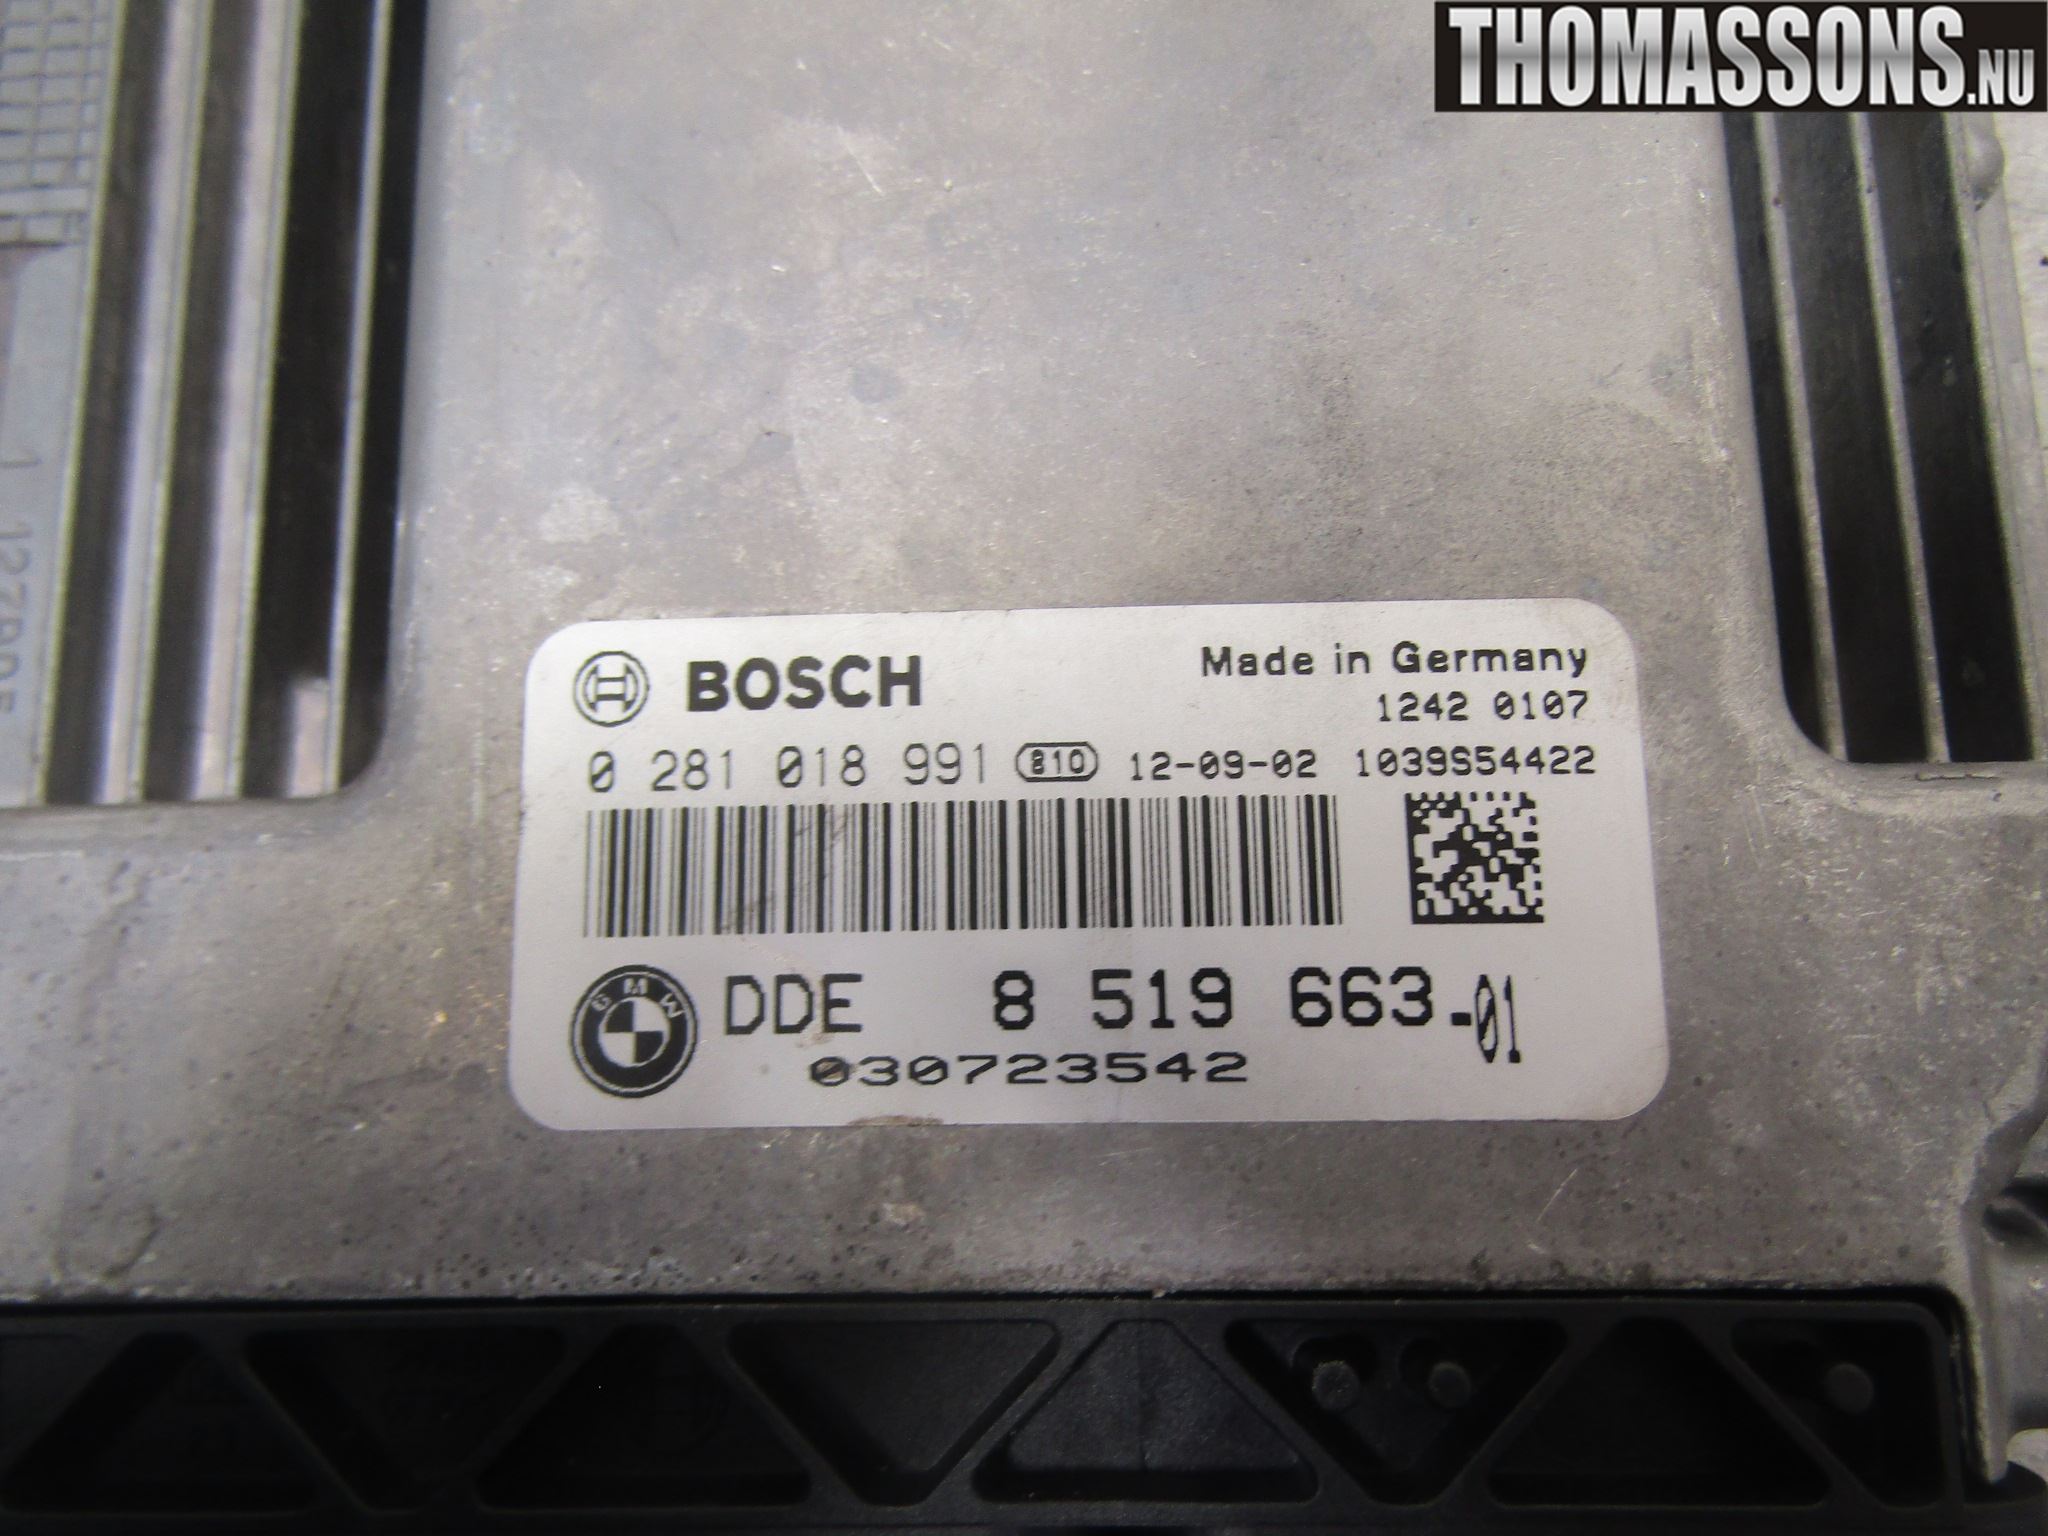 THOMASSONS.NU
BOSCH
Made in Germany
1242 0107
0 281 018 991 810 12-09-02 1039S54422
BMW
DDE 8 519 663-01
030723542